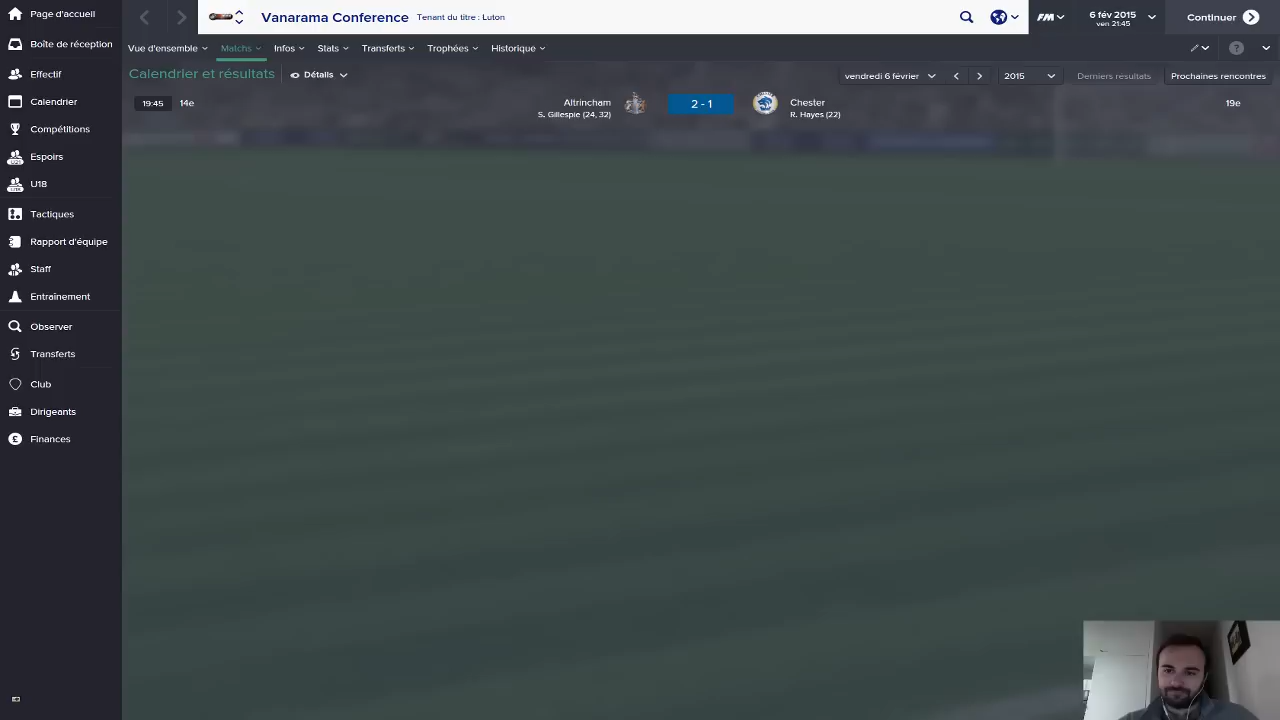 Page d'accueil
Boîte de réception
Effectif
Calendrier
Compétitions
Espoirs
U18
Tactiques
Rapport d'équipe
Staff
Entraînement
Observer
Transferts
Club
Dirigeants
Finances
Vanarama Conference
Tenant du titre : Luton
FM
6 fév 2015
ven 21:45
Continuer
Vue d'ensemble
Matchs
Infos
Stats
Transferts
Trophées
Historique
Calendrier et résultats
Détails
vendredi 6 février
2015
Derniers résultats
Prochaines rencontres
19:45 14e Altrincham 2 - 1 Chester 19e
S. Gillespie (24, 32) R. Hayes (22)